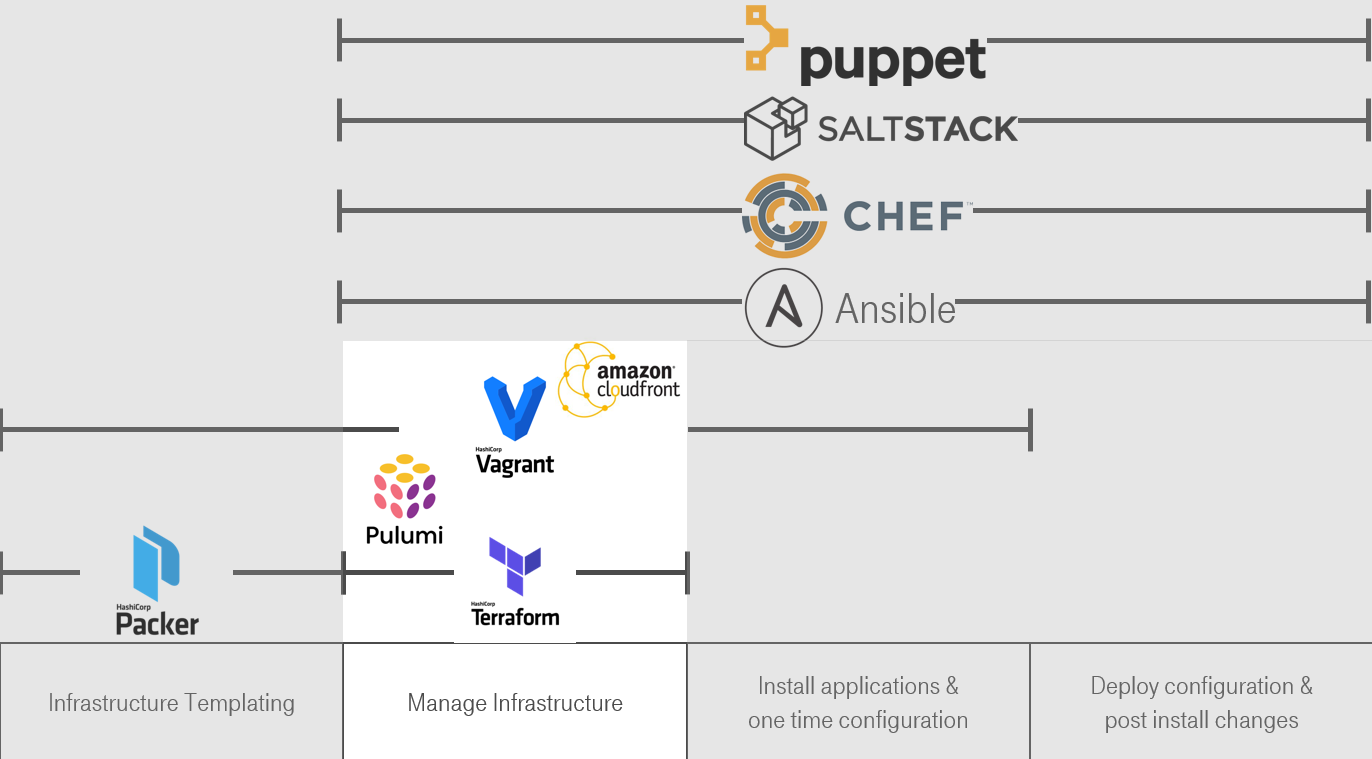 puppet
SALTSTACK
CHEF™
Ansible
amazon®
cloudfront
HashiCorp
Vagrant
Pulumi
HashiCorp
Packer
HashiCorp
Terraform
Infrastructure Templating
Manage Infrastructure
Install applications &
one time configuration
Deploy configuration &
post install changes